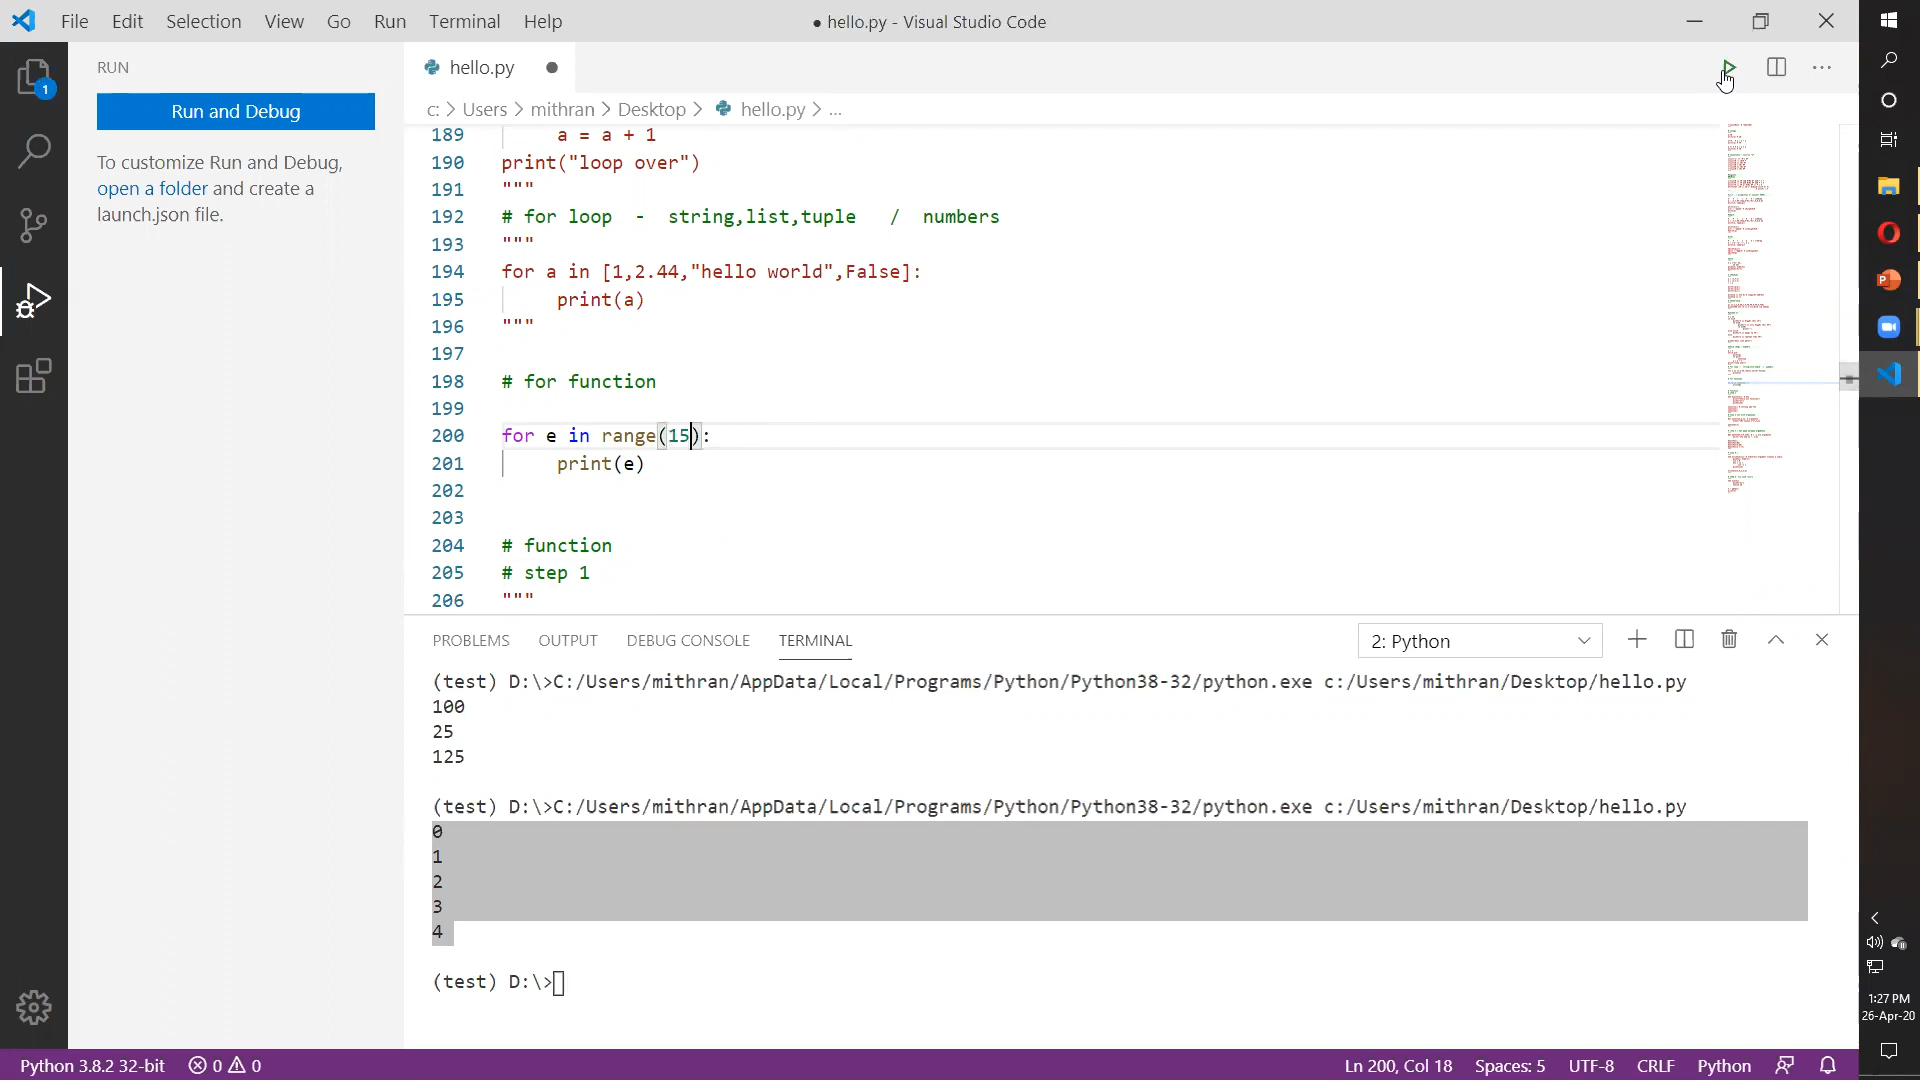 File Edit Selection View Go Run Terminal Help
● hello.py - Visual Studio Code
RUN
hello.py
1
Run and Debug
c: > Users > mithran > Desktop > hello.py > ...
To customize Run and Debug,
open a folder and create a
launch.json file.
189 a = a + 1
190 print("loop over")
191 """
192 # for loop - string,list,tuple / numbers
193 """
194 for a in [1,2.44,"hello world",False]:
195 print(a)
196 """
197
198 # for function
199
200 for e in range(15):
201 print(e)
202
203
204 # function
205 # step 1
206 """
PROBLEMS OUTPUT DEBUG CONSOLE TERMINAL
2: Python
(test) D:\>C:/Users/mithran/AppData/Local/Programs/Python/Python38-32/python.exe c:/Users/mithran/Desktop/hello.py
100
25
125
(test) D:\>C:/Users/mithran/AppData/Local/Programs/Python/Python38-32/python.exe c:/Users/mithran/Desktop/hello.py
0
1
2
3
4
(test) D:\>
1:27 PM
26-Apr-20
Python 3.8.2 32-bit 0 0
Ln 200, Col 18 Spaces: 5 UTF-8 CRLF Python